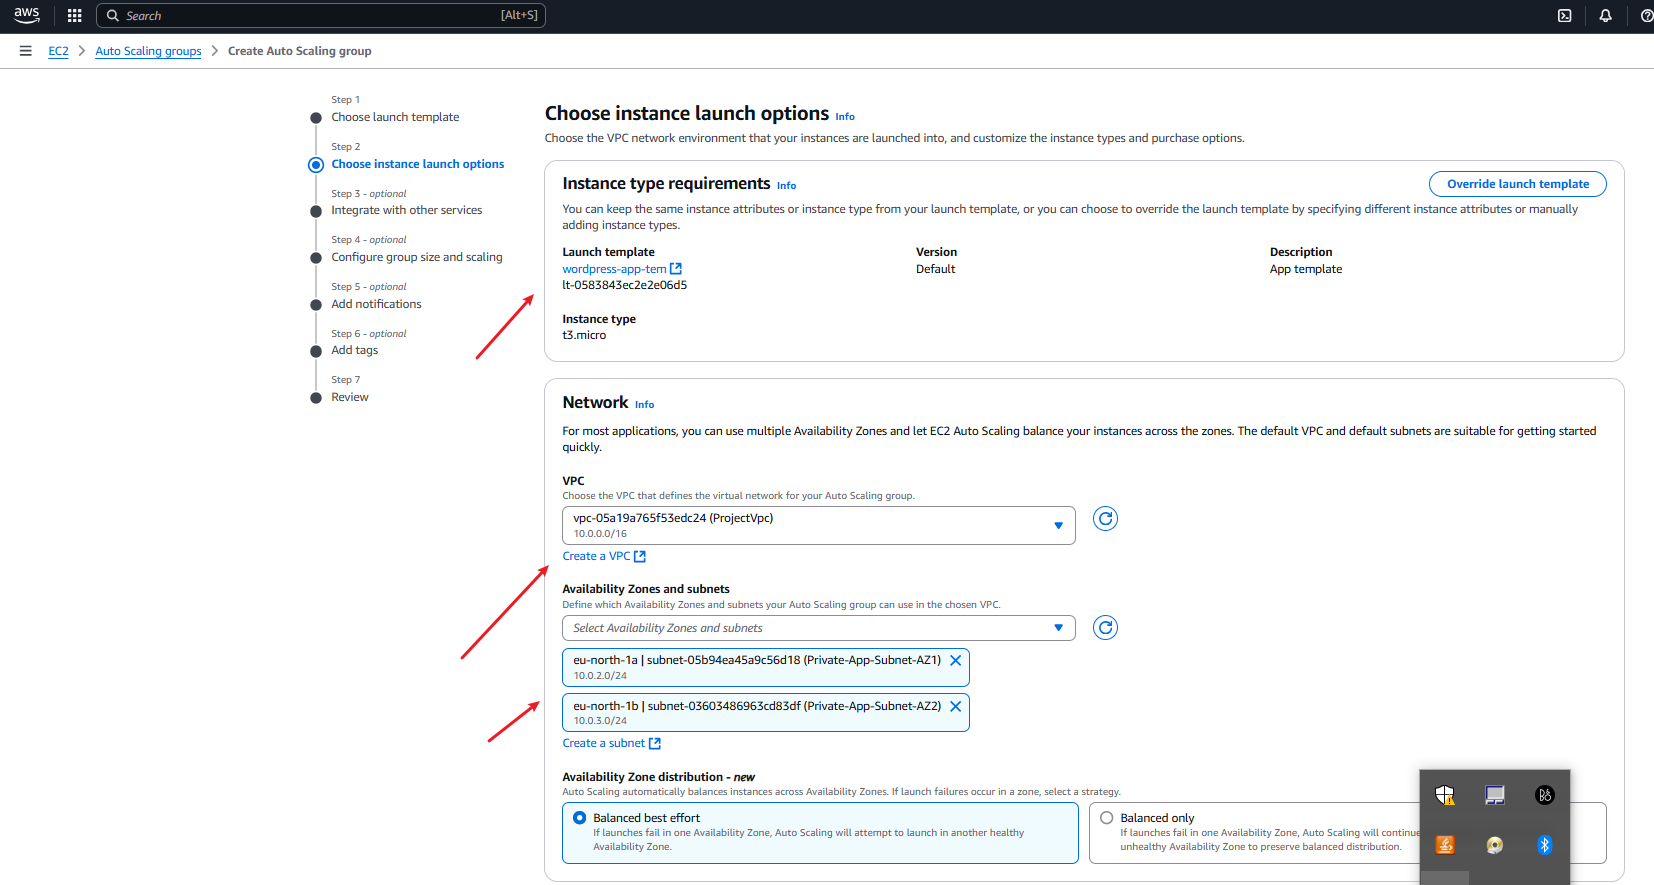 aws
Search
[Alt+S]
EC2 > Auto Scaling groups > Create Auto Scaling group
Step 1
Choose launch template
Step 2
Choose instance launch options
Step 3 - optional
Integrate with other services
Step 4 - optional
Configure group size and scaling
Step 5 - optional
Add notifications
Step 6 - optional
Add tags
Step 7
Review
Choose instance launch options Info
Choose the VPC network environment that your instances are launched into, and customize the instance types and purchase options.
Instance type requirements Info
Override launch template
You can keep the same instance attributes or instance type from your launch template, or you can choose to override the launch template by specifying different instance attributes or manually
adding instance types.
Launch template
wordpress-app-tem
lt-0583843ec2e2e06d5
Version
Default
Description
App template
Instance type
t3.micro
Network Info
For most applications, you can use multiple Availability Zones and let EC2 Auto Scaling balance your instances across the zones. The default VPC and default subnets are suitable for getting started
quickly.
VPC
Choose the VPC that defines the virtual network for your Auto Scaling group.
vpc-05a19a765f53edc24 (ProjectVpc)
10.0.0.0/16
Create a VPC
Availability Zones and subnets
Define which Availability Zones and subnets your Auto Scaling group can use in the chosen VPC.
Select Availability Zones and subnets
eu-north-1a | subnet-05b94ea45a9c56d18 (Private-App-Subnet-AZ1)
10.0.2.0/24
eu-north-1b | subnet-03603486963cd83df (Private-App-Subnet-AZ2)
10.0.3.0/24
Create a subnet
Availability Zone distribution - new
Auto Scaling automatically balances instances across Availability Zones. If launch failures occur in a zone, select a strategy.
Balanced best effort
If launches fail in one Availability Zone, Auto Scaling will attempt to launch in another healthy
Availability Zone.
Balanced only
If launches fail in one Availability Zone, Auto Scaling will continue
unhealthy Availability Zone to preserve balanced distribution.